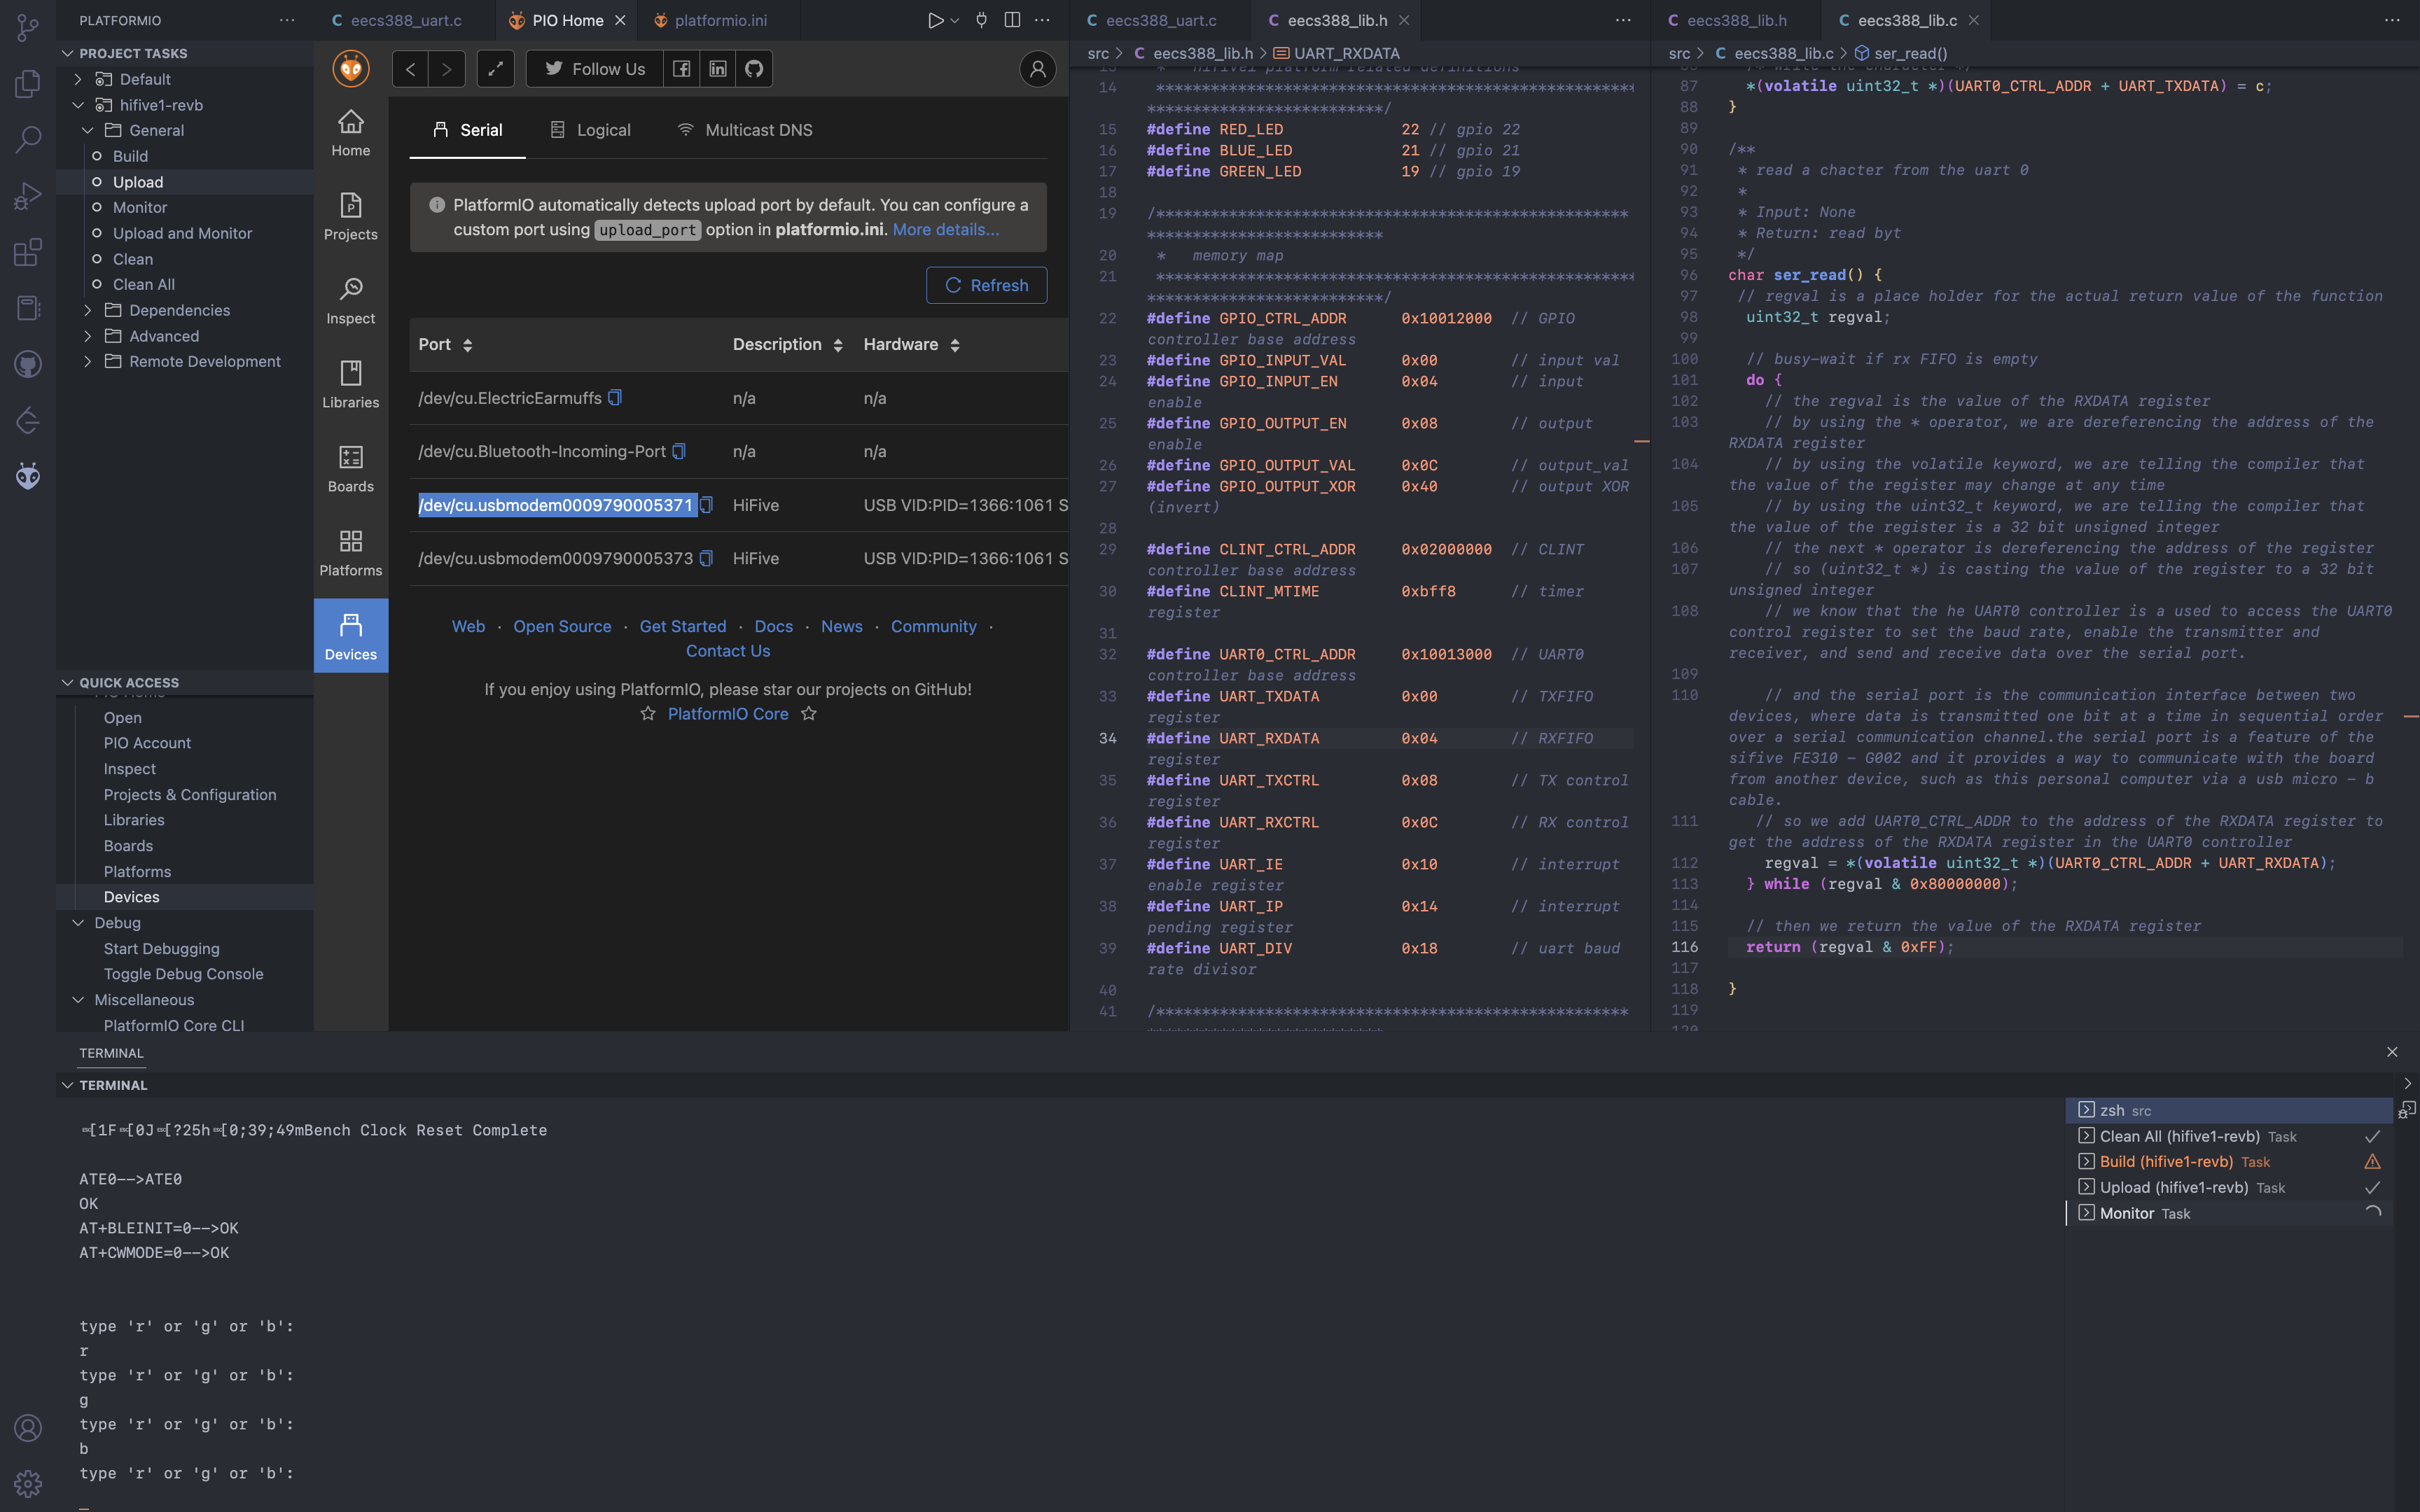 PLATFORMIO
PROJECT TASKS
Default
hifive1-revb
General
Build
Upload
Monitor
Upload and Monitor
Clean
Clean All
Dependencies
Advanced
Remote Development
QUICK ACCESS
Open
PIO Account
Inspect
Projects & Configuration
Libraries
Boards
Platforms
Devices
Debug
Start Debugging
Toggle Debug Console
Miscellaneous
PlatformIO Core CLI
C eecs388_uart.c
PIO Home
platformio.ini
Follow Us
Home
Projects
Inspect
Libraries
Boards
Platforms
Devices
Serial Logical Multicast DNS
PlatformIO automatically detects upload port by default. You can configure a
custom port using upload_port option in platformio.ini. More details...
Refresh
Port Description Hardware
/dev/cu.ElectricEarmuffs n/a n/a
/dev/cu.Bluetooth-Incoming-Port n/a n/a
/dev/cu.usbmodem0009790005371 HiFive USB VID:PID=1366:1061 S
/dev/cu.usbmodem0009790005373 HiFive USB VID:PID=1366:1061 S
Web · Open Source · Get Started · Docs · News · Community ·
Contact Us
If you enjoy using PlatformIO, please star our projects on GitHub!
PlatformIO Core
C eecs388_uart.c C eecs388_lib.h
src > C eecs388_lib.h > UART_RXDATA
13 * hifive1 platform related definitions
14 *****************************************************
**************************/
15 #define RED_LED 22 // gpio 22
16 #define BLUE_LED 21 // gpio 21
17 #define GREEN_LED 19 // gpio 19
18
19 /****************************************************
**************************
20 * memory map
21 *****************************************************
**************************/
22 #define GPIO_CTRL_ADDR 0x10012000 // GPIO
controller base address
23 #define GPIO_INPUT_VAL 0x00 // input val
24 #define GPIO_INPUT_EN 0x04 // input
enable
25 #define GPIO_OUTPUT_EN 0x08 // output
enable
26 #define GPIO_OUTPUT_VAL 0x0C // output_val
27 #define GPIO_OUTPUT_XOR 0x40 // output XOR
(invert)
28
29 #define CLINT_CTRL_ADDR 0x02000000 // CLINT
controller base address
30 #define CLINT_MTIME 0xbff8 // timer
register
31
32 #define UART0_CTRL_ADDR 0x10013000 // UART0
controller base address
33 #define UART_TXDATA 0x00 // TXFIFO
register
34 #define UART_RXDATA 0x04 // RXFIFO
register
35 #define UART_TXCTRL 0x08 // TX control
register
36 #define UART_RXCTRL 0x0C // RX control
register
37 #define UART_IE 0x10 // interrupt
enable register
38 #define UART_IP 0x14 // interrupt
pending register
39 #define UART_DIV 0x18 // uart baud
rate divisor
40
41 /****************************************************
C eecs388_lib.h C eecs388_lib.c
src > C eecs388_lib.c > ser_read()
87 *(volatile uint32_t *)(UART0_CTRL_ADDR + UART_TXDATA) = c;
88 }
89
90 /**
91 * read a chacter from the uart 0
92 *
93 * Input: None
94 * Return: read byt
95 */
96 char ser_read() {
97 // regval is a place holder for the actual return value of the function
98 uint32_t regval;
99
100 // busy-wait if rx FIFO is empty
101 do {
102 // the regval is the value of the RXDATA register
103 // by using the * operator, we are dereferencing the address of the
RXDATA register
104 // by using the volatile keyword, we are telling the compiler that
the value of the register may change at any time
105 // by using the uint32_t keyword, we are telling the compiler that
the value of the register is a 32 bit unsigned integer
106 // the next * operator is dereferencing the address of the register
107 // so (uint32_t *) is casting the value of the register to a 32 bit
unsigned integer
108 // we know that the he UART0 controller is a used to access the UART0
control register to set the baud rate, enable the transmitter and
receiver, and send and receive data over the serial port.
109
110 // and the serial port is the communication interface between two
devices, where data is transmitted one bit at a time in sequential order
over a serial communication channel.the serial port is a feature of the
sifive FE310 – G002 and it provides a way to communicate with the board
from another device, such as this personal computer via a usb micro – b
cable.
111 // so we add UART0_CTRL_ADDR to the address of the RXDATA register to
get the address of the RXDATA register in the UART0 controller
112 regval = *(volatile uint32_t *)(UART0_CTRL_ADDR + UART_RXDATA);
113 } while (regval & 0x80000000);
114
115 // then we return the value of the RXDATA register
116 return (regval & 0xFF);
117
118 }
119
120
TERMINAL
TERMINAL
[1F [0J [?25h [0;39;49mBench Clock Reset Complete
ATE0-->ATE0
OK
AT+BLEINIT=0-->OK
AT+CWMODE=0-->OK
type 'r' or 'g' or 'b':
r
type 'r' or 'g' or 'b':
g
type 'r' or 'g' or 'b':
b
type 'r' or 'g' or 'b':
zsh src
Clean All (hifive1-revb) Task
Build (hifive1-revb) Task
Upload (hifive1-revb) Task
Monitor Task